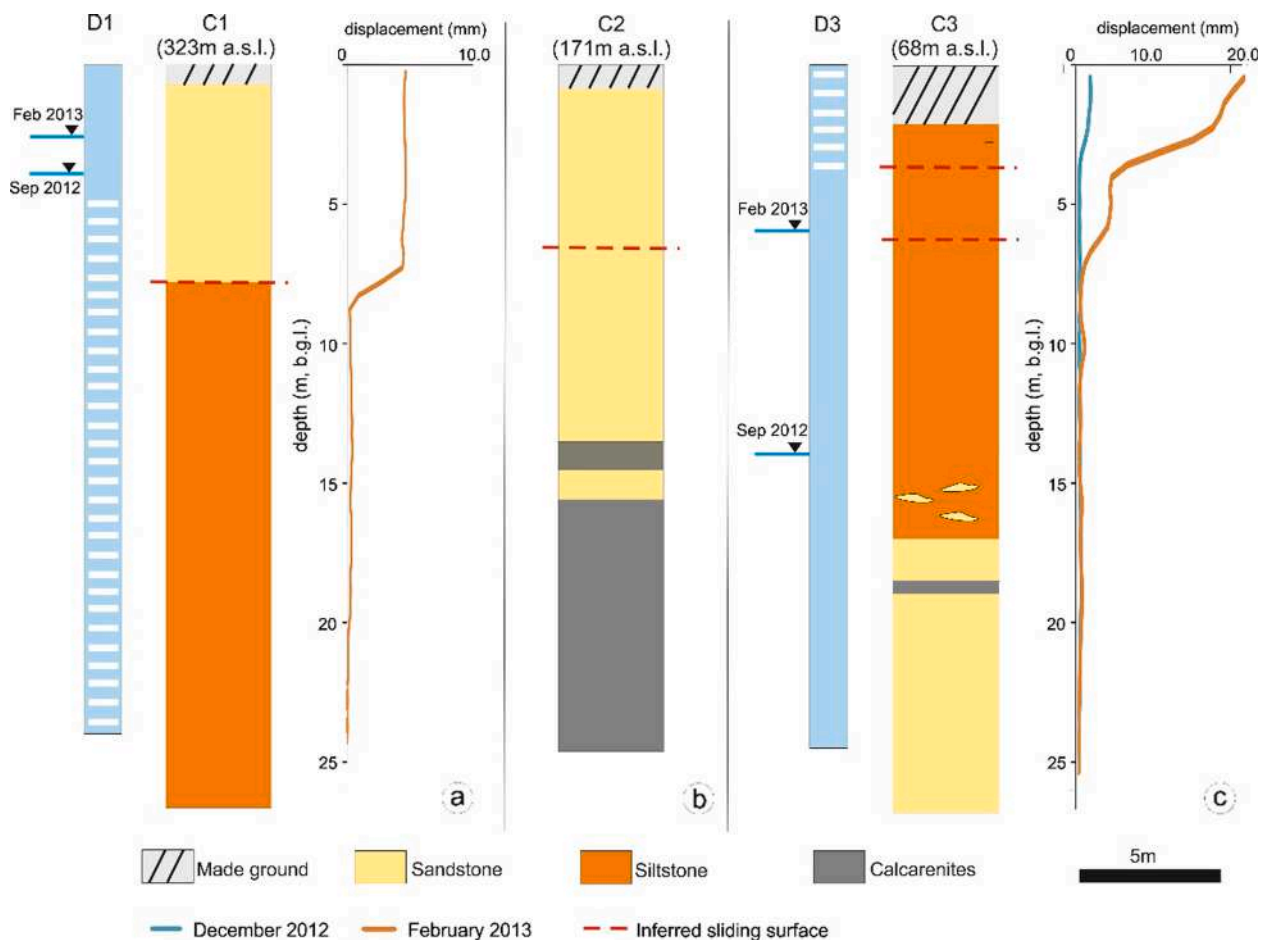 D1
C1
(323m a.s.l.)
displacement (mm)
0
10.0
Feb 2013
Sep 2012
5
10
15
20
25
depth (m, b.g.l.)
a
C2
(171m a.s.l.)
b
D3
C3
(68m a.s.l.)
displacement (mm)
0
10.0
20.0
Feb 2013
Sep 2012
5
10
15
20
25
depth (m, b.g.l.)
c
Made ground
Sandstone
Siltstone
Calcarenites
5m
December 2012
February 2013
Inferred sliding surface